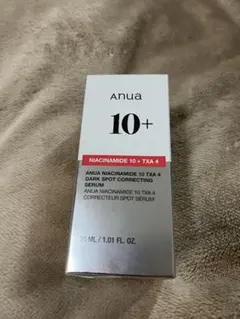 Anua
10+
NIACINAMIDE 10 + TXA 4
ANUA NIACINAMIDE 10 TXA 4
DARK SPOT CORRECTING
SERUM
ANUA NIACINAMIDE 10 TXA 4
CORRECTEUR SPOT SÉRUM
30 ML / 1.01 FL. OZ.